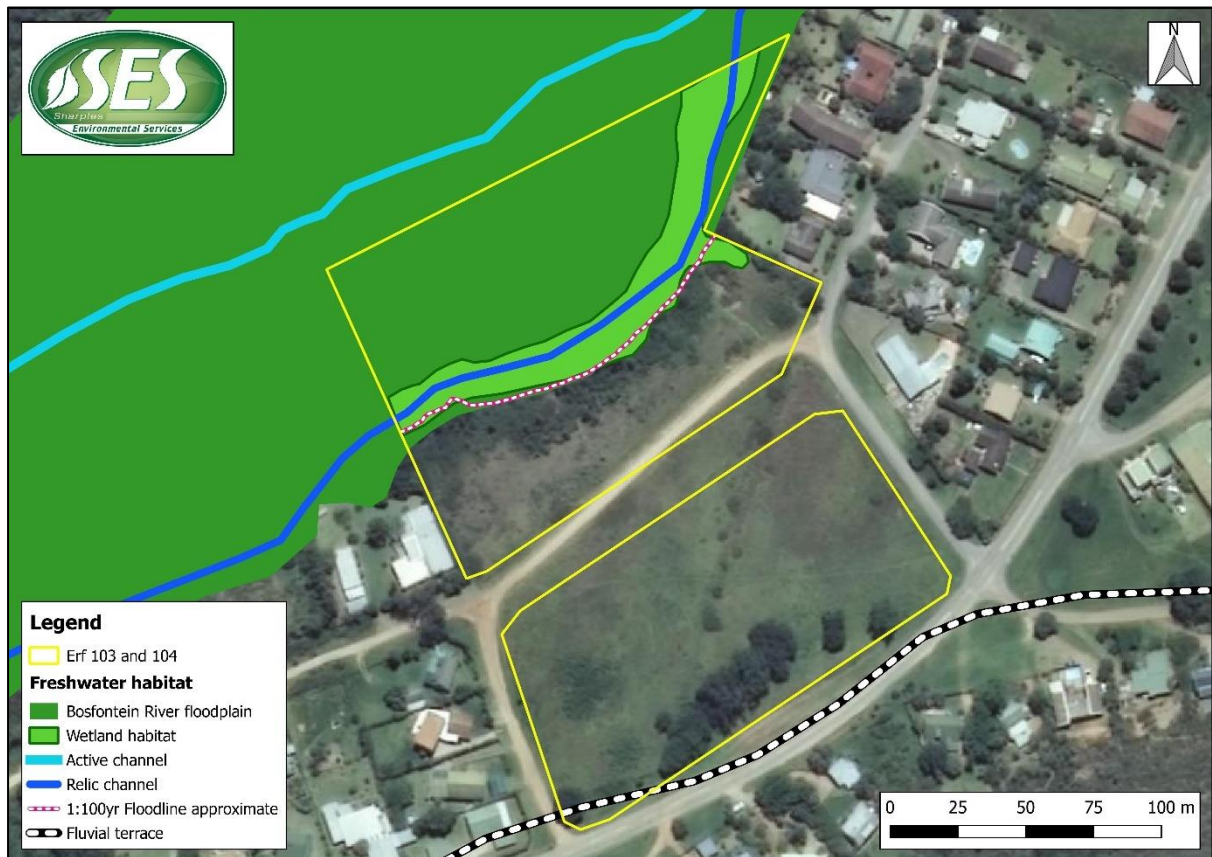 SES
Sharples
Environmental Services
N
Legend
Erf 103 and 104
Freshwater habitat
Bosfontein River floodplain
Wetland habitat
Active channel
Relic channel
1:100yr Floodline approximate
Fluvial terrace
0 25 50 75 100 m